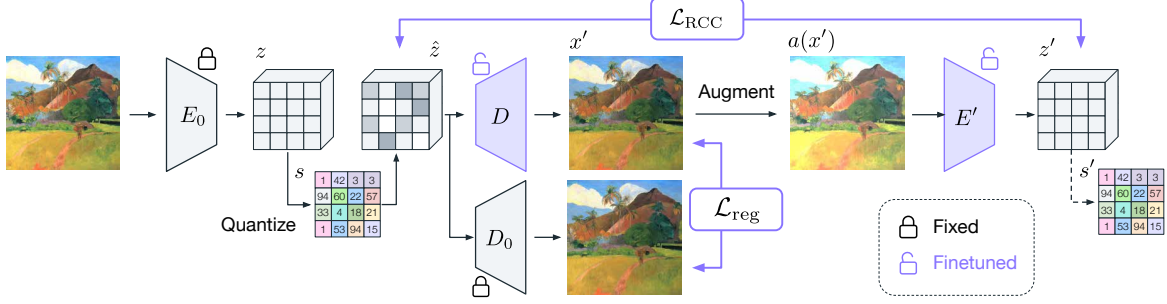 ℒ_RCC
z
ẑ
x′
a(x′)
z′
E₀
D
Augment
E′
s
s′
Quantize
1 42 3 3
94 60 22 57
33 4 18 21
1 53 94 15
D₀
ℒ_reg
1 42 3 3
94 60 22 57
33 4 18 21
1 53 94 15
Fixed
Finetuned